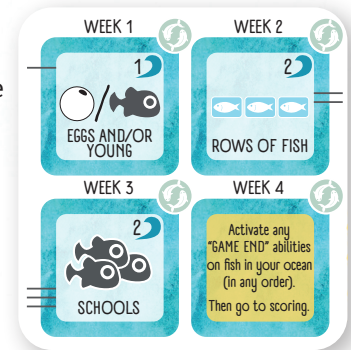 WEEK 1
WEEK 2
1
/
EGGS AND/OR
YOUNG
2
ROWS OF FISH
WEEK 3
WEEK 4
2
SCHOOLS
Activate any
"GAME END" abilities
on fish in your ocean
(in any order).
Then go to scoring.
e